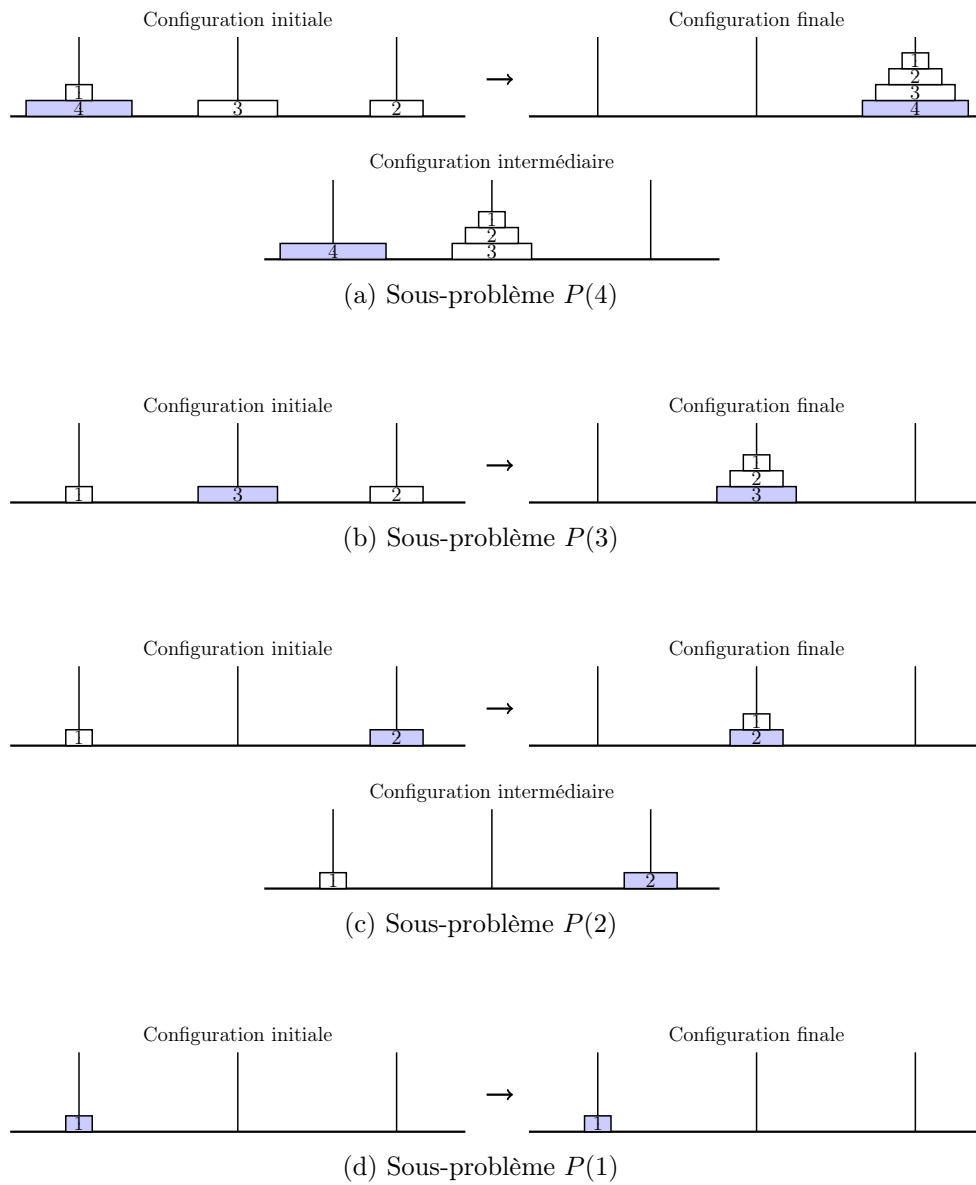 Configuration initiale Configuration finale
1 1
2
3
4 3 2 → 4
Configuration intermédiaire
1
2
4 3
(a) Sous-problème P(4)
Configuration initiale Configuration finale
1
2
1 3 2 → 3
(b) Sous-problème P(3)
Configuration initiale Configuration finale
1
1 2 → 2
Configuration intermédiaire
1 2
(c) Sous-problème P(2)
Configuration initiale Configuration finale
1 → 1
(d) Sous-problème P(1)